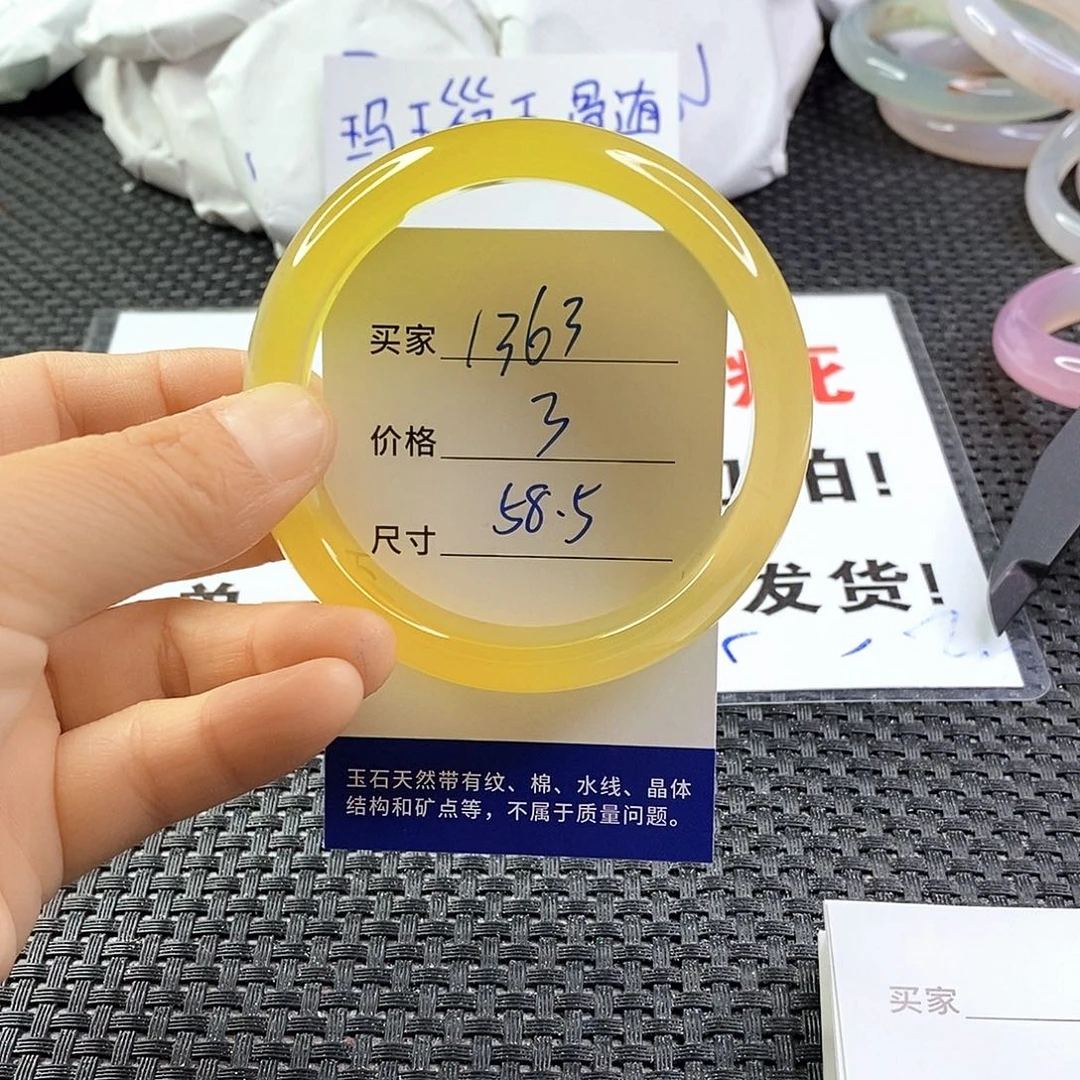 玛瑙
买家 1363
价格 3
尺寸 58.5
死
拍!
发货!
玉石天然带有纹、棉、水线、晶体
结构和矿点等，不属于质量问题。
买家